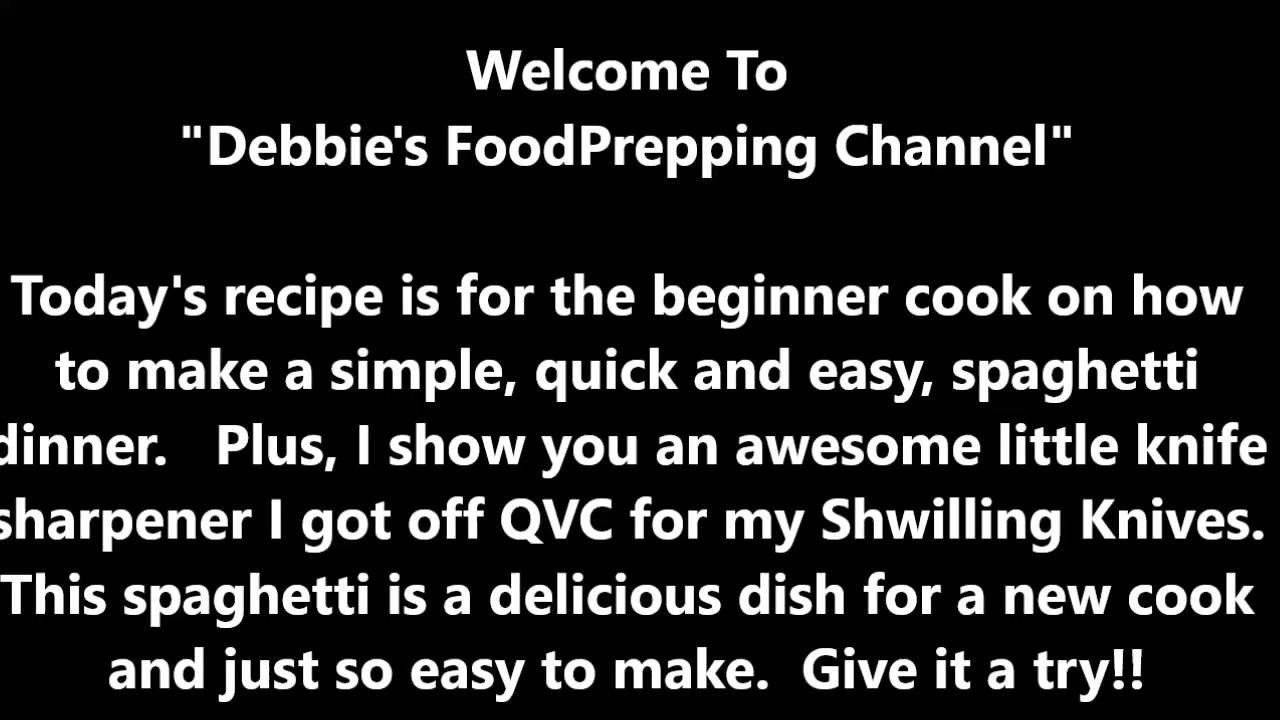 Welcome To
"Debbie's FoodPrepping Channel"
Today's recipe is for the beginner cook on how
to make a simple, quick and easy, spaghetti
dinner. Plus, I show you an awesome little knife
sharpener I got off QVC for my Shwilling Knives.
This spaghetti is a delicious dish for a new cook
and just so easy to make. Give it a try!!